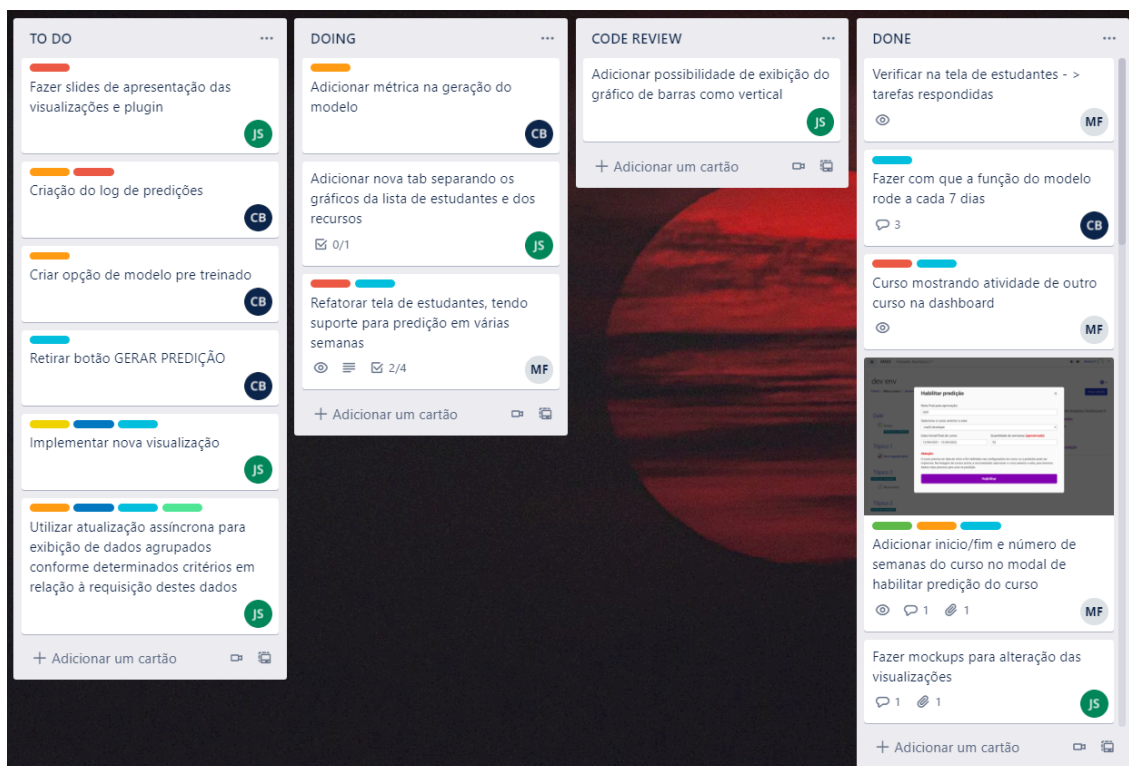 TO DO
Fazer slides de apresentação das
visualizações e plugin
JS
Criação do log de predições
CB
Criar opção de modelo pre treinado
CB
Retirar botão GERAR PREDIÇÃO
CB
Implementar nova visualização
JS
Utilizar atualização assíncrona para
exibição de dados agrupados
conforme determinados critérios em
relação à requisição destes dados
JS
+ Adicionar um cartão
DOING
Adicionar métrica na geração do
modelo
CB
Adicionar nova tab separando os
gráficos da lista de estudantes e dos
recursos
0/1
JS
Refatorar tela de estudantes, tendo
suporte para predição em várias
semanas
2/4
MF
+ Adicionar um cartão
CODE REVIEW
Adicionar possibilidade de exibição do
gráfico de barras como vertical
JS
+ Adicionar um cartão
DONE
Verificar na tela de estudantes - >
tarefas respondidas
MF
Fazer com que a função do modelo
rode a cada 7 dias
3
CB
Curso mostrando atividade de outro
curso na dashboard
MF
dev env
Habilitar predição
Habilitar
Adicionar inicio/fim e número de
semanas do curso no modal de
habilitar predição do curso
1 1
MF
Fazer mockups para alteração das
visualizações
1 1
JS
+ Adicionar um cartão